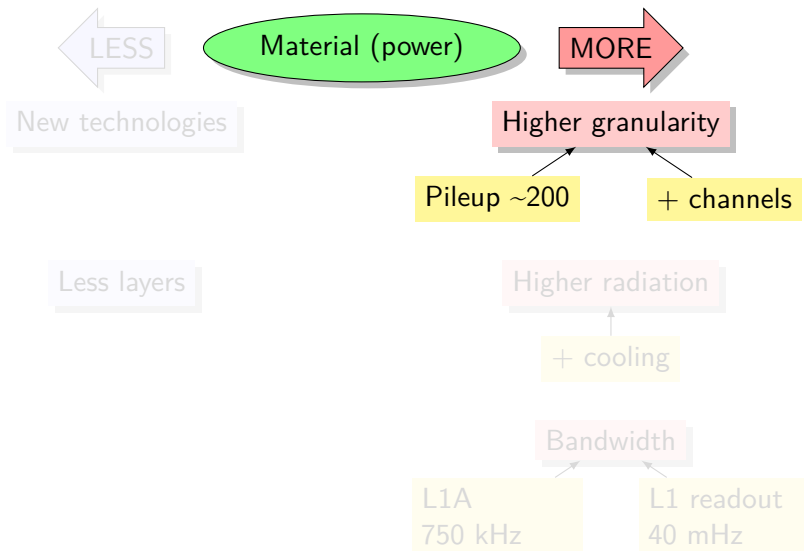 LESS
Material (power)
MORE
New technologies
Higher granularity
Pileup ~200
+ channels
Less layers
Higher radiation
+ cooling
Bandwidth
L1A
750 kHz
L1 readout
40 mHz